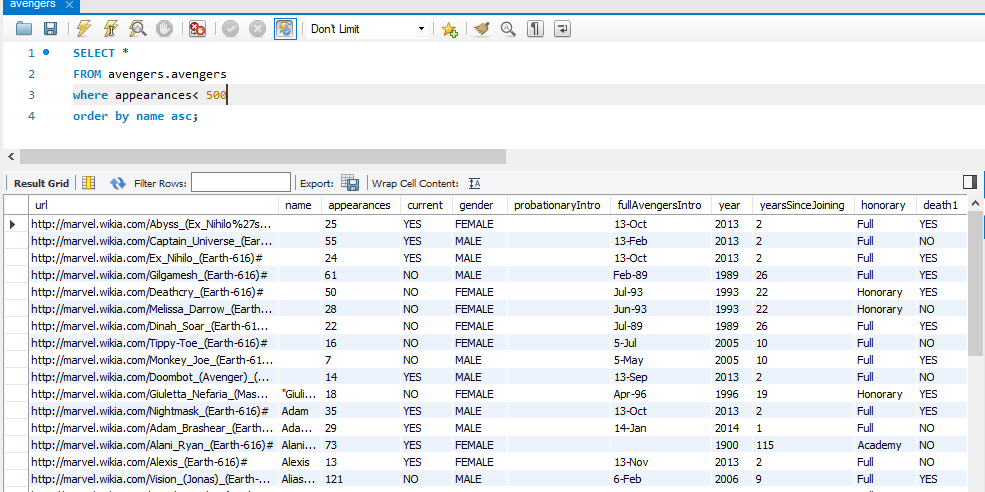 avengers
Don't Limit
1 SELECT *
2 FROM avengers.avengers
3 where appearances< 500
4 order by name asc;
Result Grid Filter Rows: Export: Wrap Cell Content:
url name appearances current gender probationaryIntro fullAvengersIntro year yearsSinceJoining honorary death1
http://marvel.wikia.com/Abyss_(Ex_Nihilo%27s... 25 YES FEMALE 13-Oct 2013 2 Full YES
http://marvel.wikia.com/Captain_Universe_(Ear... 55 YES MALE 13-Feb 2013 2 Full NO
http://marvel.wikia.com/Ex_Nihilo_(Earth-616)# 24 YES MALE 13-Oct 2013 2 Full YES
http://marvel.wikia.com/Gilgamesh_(Earth-616)# 61 NO MALE Feb-89 1989 26 Full YES
http://marvel.wikia.com/Deathcry_(Earth-616)# 50 NO FEMALE Jul-93 1993 22 Honorary YES
http://marvel.wikia.com/Melissa_Darrow_(Earth... 28 NO FEMALE Jun-93 1993 22 Honorary NO
http://marvel.wikia.com/Dinah_Soar_(Earth-61... 22 NO FEMALE Jul-89 1989 26 Full YES
http://marvel.wikia.com/Tippy-Toe_(Earth-616)# 16 NO FEMALE 5-Jul 2005 10 Full NO
http://marvel.wikia.com/Monkey_Joe_(Earth-61... 7 NO MALE 5-May 2005 10 Full YES
http://marvel.wikia.com/Doombot_(Avenger)_(... 14 YES MALE 13-Sep 2013 2 Full NO
http://marvel.wikia.com/Giuletta_Nefaria_(Mas... "Giuli... 18 NO FEMALE Apr-96 1996 19 Honorary YES
http://marvel.wikia.com/Nightmask_(Earth-616)# Adam 35 YES MALE 13-Oct 2013 2 Full YES
http://marvel.wikia.com/Adam_Brashear_(Earth... Ada... 29 YES MALE 14-Jan 2014 1 Full NO
http://marvel.wikia.com/Alani_Ryan_(Earth-616)# Alani... 73 YES FEMALE 1900 115 Academy NO
http://marvel.wikia.com/Alexis_(Earth-616)# Alexis 13 YES FEMALE 13-Nov 2013 2 Full NO
http://marvel.wikia.com/Vision_(Jonas)_(Earth... Alias... 121 NO MALE 6-Feb 2006 9 Full YES